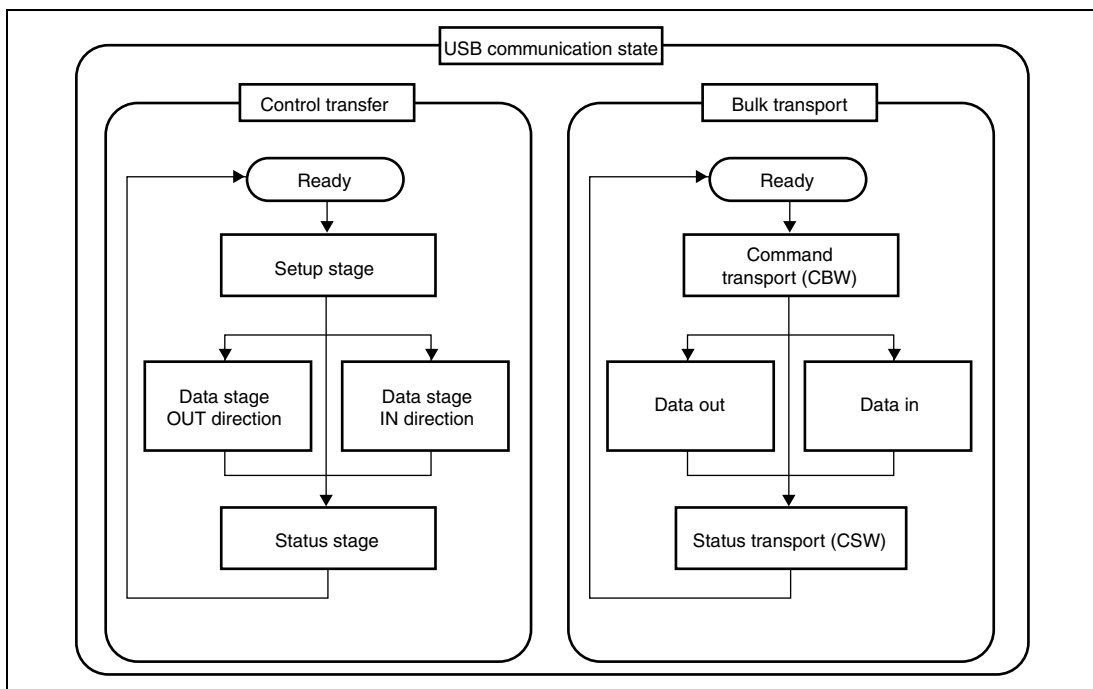 USB communication state
Control transfer
Ready
Setup stage
Data stage
OUT direction
Data stage
IN direction
Status stage
Bulk transport
Ready
Command
transport (CBW)
Data out
Data in
Status transport (CSW)